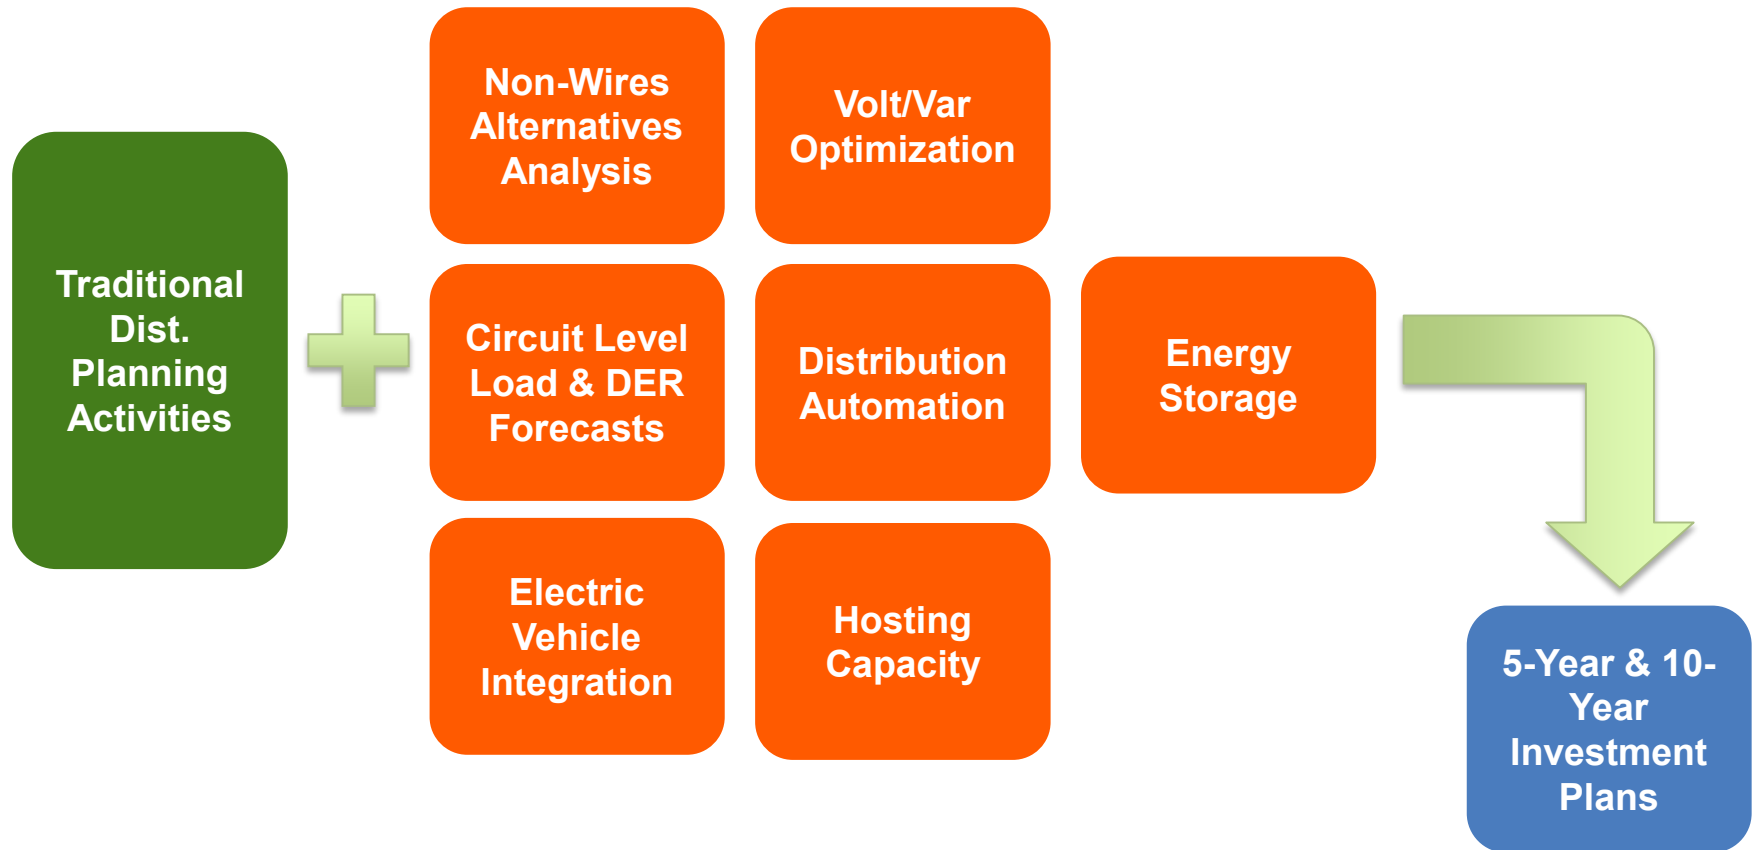 Traditional
Dist.
Planning
Activities
Non-Wires
Alternatives
Analysis
Volt/Var
Optimization
Circuit Level
Load & DER
Forecasts
Distribution
Automation
Energy
Storage
Electric
Vehicle
Integration
Hosting
Capacity
5-Year & 10-
Year
Investment
Plans